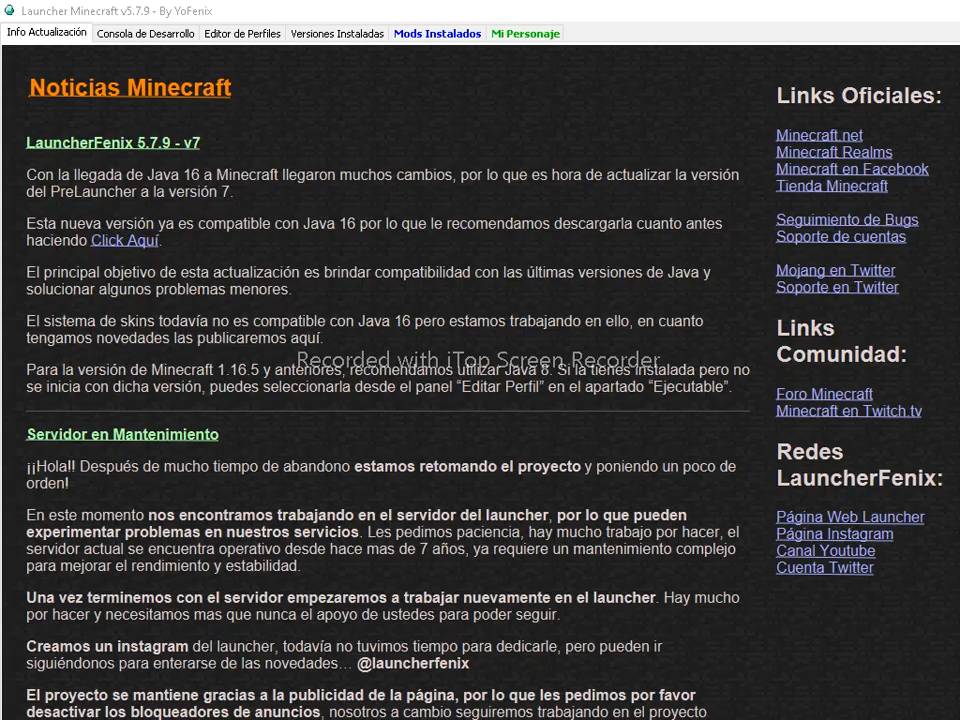 Launcher Minecraft v5.7.9 - By YoFenix
Info Actualización Consola de Desarrollo Editor de Perfiles Versiones Instaladas Mods Instalados Mi Personaje
Noticias Minecraft
LauncherFenix 5.7.9 - v7
Con la llegada de Java 16 a Minecraft llegaron muchos cambios, por lo que es hora de actualizar la versión
del PreLauncher a la versión 7.
Esta nueva versión ya es compatible con Java 16 por lo que le recomendamos descargarla cuanto antes
haciendo Click Aquí.
El principal objetivo de esta actualización es brindar compatibilidad con las últimas versiones de Java y
solucionar algunos problemas menores.
El sistema de skins todavía no es compatible con Java 16 pero estamos trabajando en ello, en cuanto
tengamos novedades las publicaremos aquí.
Recorded with iTop Screen Recorder
Para la versión de Minecraft 1.16.5 y anteriores, recomendamos utilizar Java 8. Si la tienes instalada pero no
se inicia con dicha versión, puedes seleccionarla desde el panel “Editar Perfil” en el apartado “Ejecutable”.
Servidor en Mantenimiento
¡¡Hola!! Después de mucho tiempo de abandono estamos retomando el proyecto y poniendo un poco de
orden!
En este momento nos encontramos trabajando en el servidor del launcher, por lo que pueden
experimentar problemas en nuestros servicios. Les pedimos paciencia, hay mucho trabajo por hacer, el
servidor actual se encuentra operativo desde hace mas de 7 años, ya requiere un mantenimiento complejo
para mejorar el rendimiento y estabilidad.
Una vez terminemos con el servidor empezaremos a trabajar nuevamente en el launcher. Hay mucho
por hacer y necesitamos mas que nunca el apoyo de ustedes para poder seguir.
Creamos un instagram del launcher, todavía no tuvimos tiempo para dedicarle, pero pueden ir
siguiéndonos para enterarse de las novedades… @launcherfenix
El proyecto se mantiene gracias a la publicidad de la página, por lo que les pedimos por favor
desactivar los bloqueadores de anuncios, nosotros a cambio seguiremos trabajando en el proyecto
Links Oficiales:
Minecraft.net
Minecraft Realms
Minecraft en Facebook
Tienda Minecraft
Seguimiento de Bugs
Soporte de cuentas
Mojang en Twitter
Soporte en Twitter
Links
Comunidad:
Foro Minecraft
Minecraft en Twitch.tv
Redes
LauncherFenix:
Página Web Launcher
Página Instagram
Canal Youtube
Cuenta Twitter